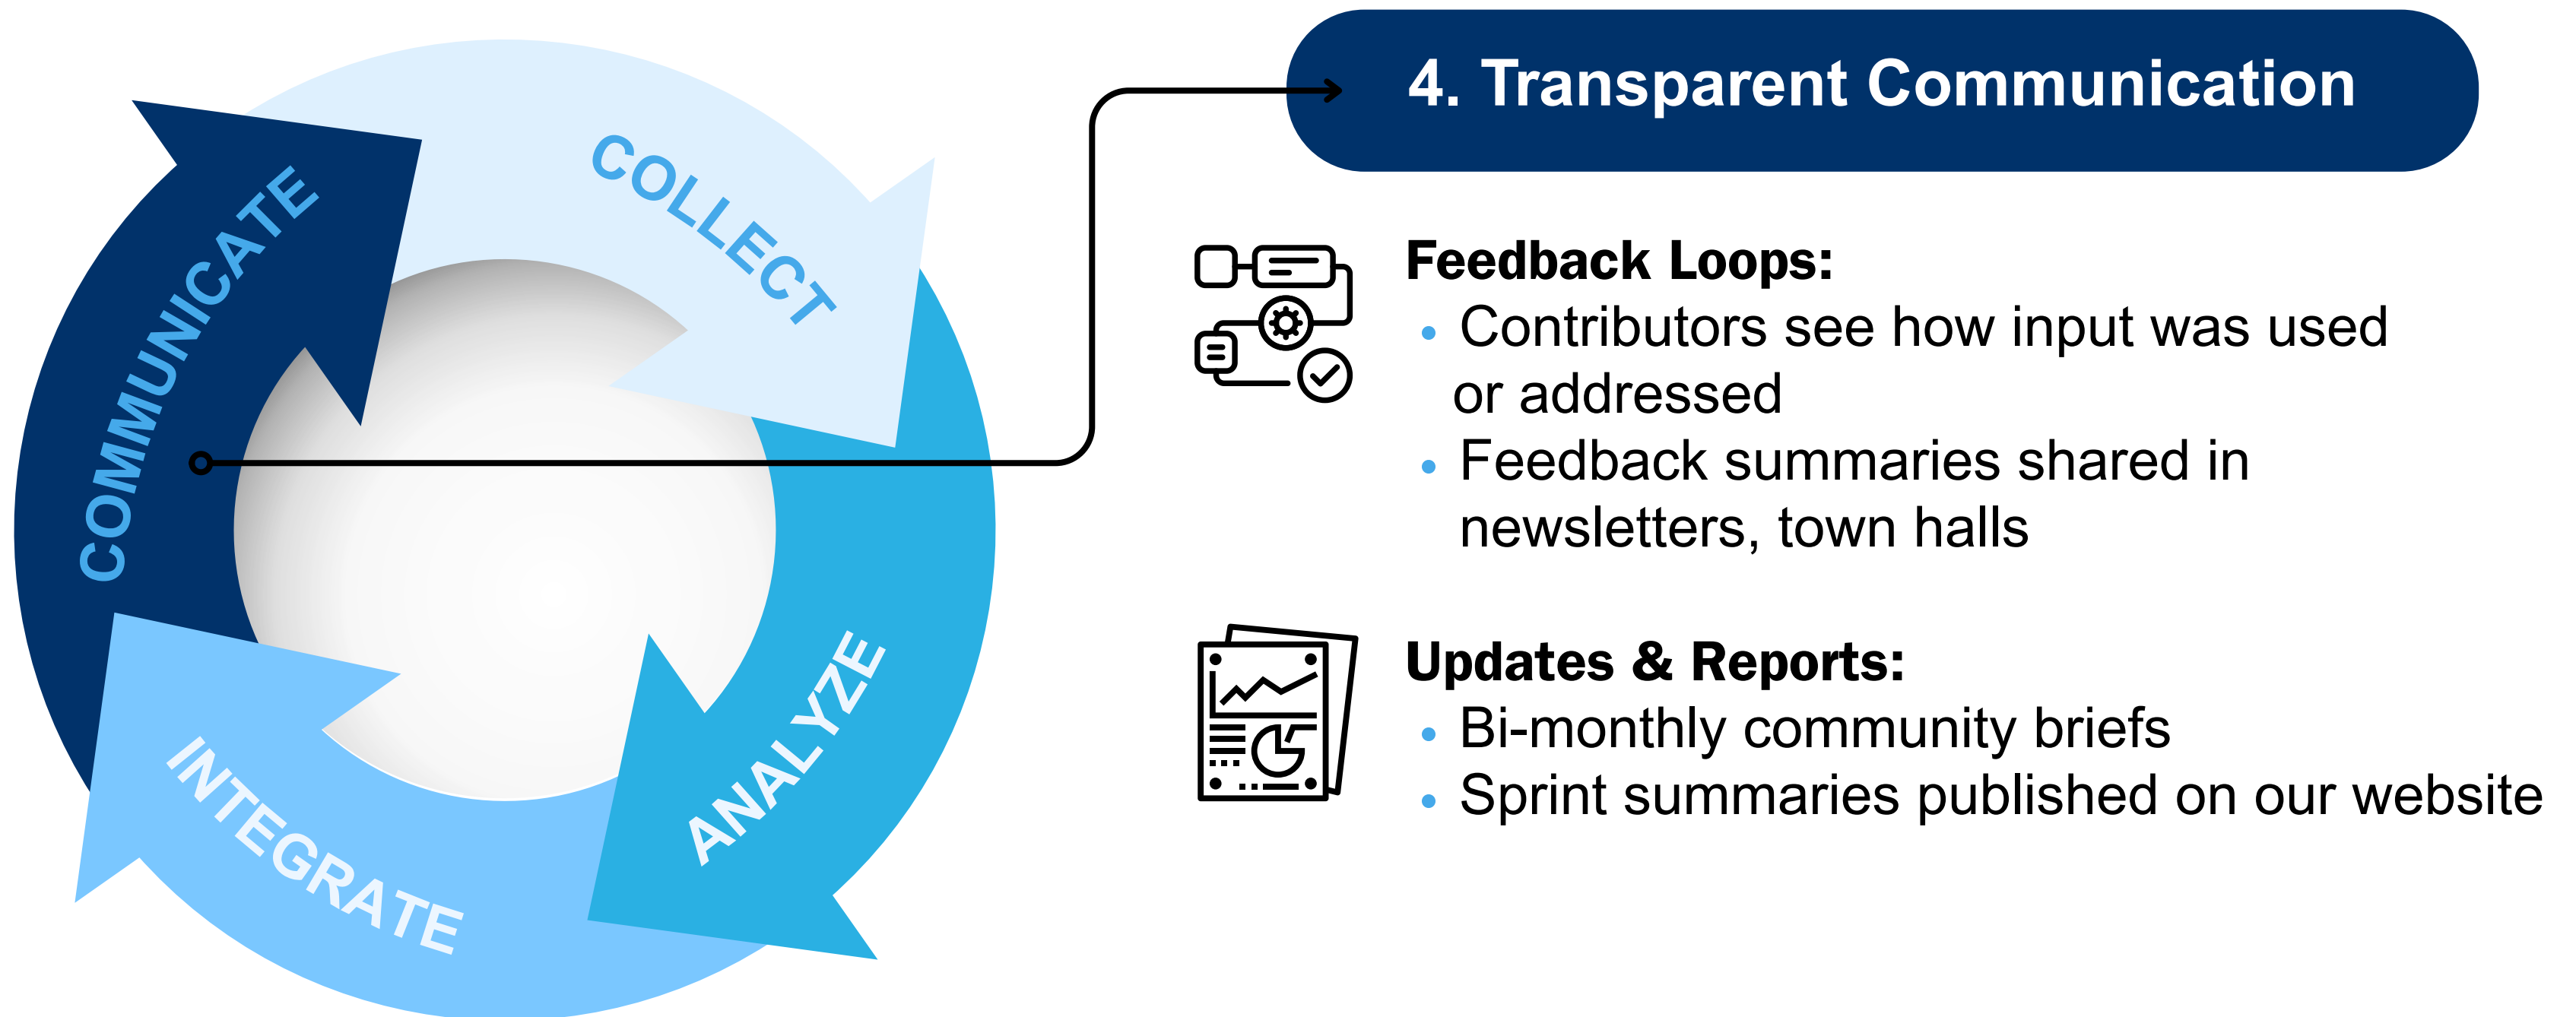 COLLECT
ANALYZE
INTEGRATE
COMMUNICATE
4. Transparent Communication
Feedback Loops:
• Contributors see how input was used
or addressed
• Feedback summaries shared in
newsletters, town halls
Updates & Reports:
• Bi-monthly community briefs
• Sprint summaries published on our website